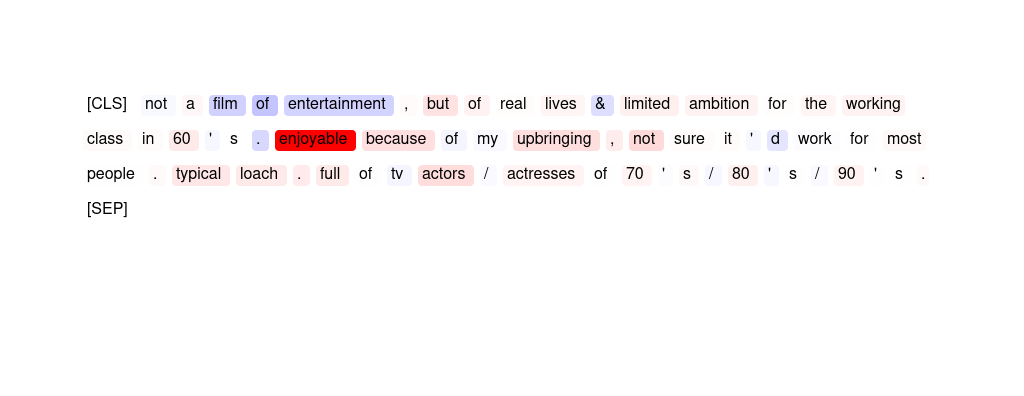 [CLS] not a film of entertainment , but of real lives & limited ambition for the working
class in 60 ' s . enjoyable because of my upbringing , not sure it ' d work for most
people . typical loach . full of tv actors / actresses of 70 ' s / 80 ' s / 90 ' s .
[SEP]